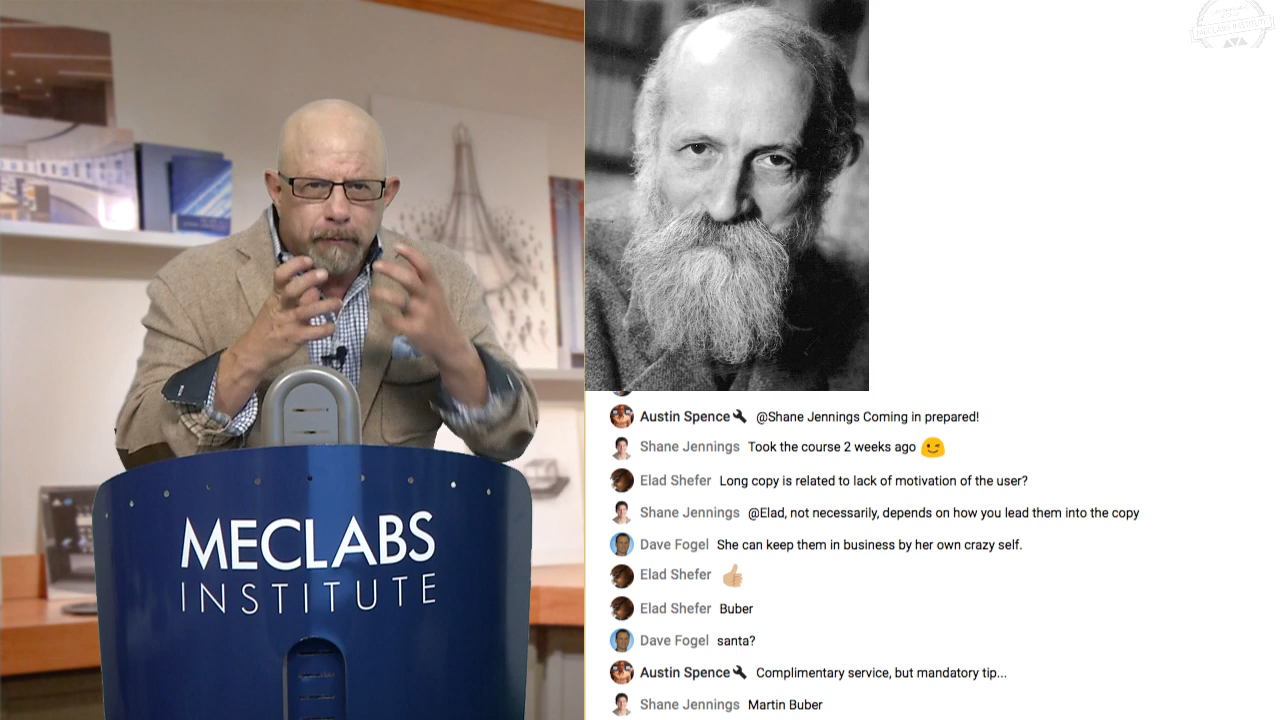 MECLABS
INSTITUTE
MECLABS INSTITUTE
Austin Spence @Shane Jennings Coming in prepared!
Shane Jennings Took the course 2 weeks ago
Elad Shefer Long copy is related to lack of motivation of the user?
Shane Jennings @Elad, not necessarily, depends on how you lead them into the copy
Dave Fogel She can keep them in business by her own crazy self.
Elad Shefer
Elad Shefer Buber
Dave Fogel santa?
Austin Spence Complimentary service, but mandatory tip...
Shane Jennings Martin Buber